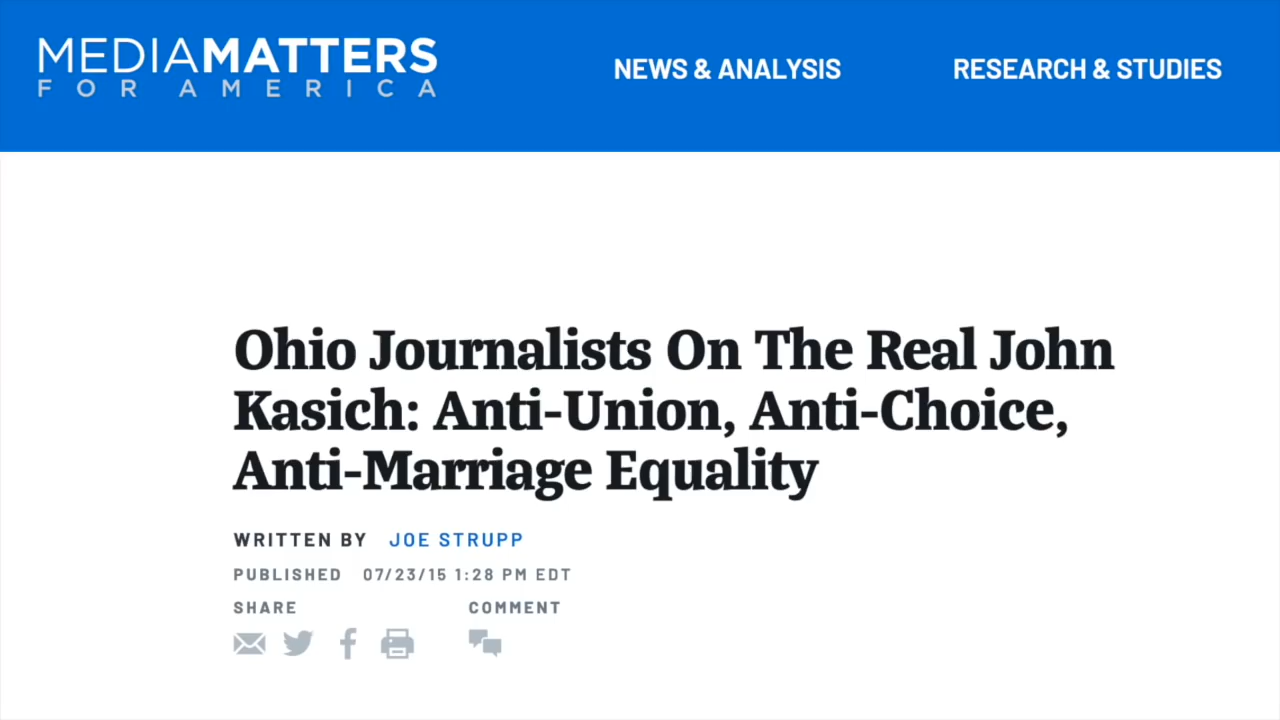 MEDIAMATTERS
FOR AMERICA
NEWS & ANALYSIS
RESEARCH & STUDIES
Ohio Journalists On The Real John
Kasich: Anti-Union, Anti-Choice,
Anti-Marriage Equality
WRITTEN BY JOE STRUPP
PUBLISHED 07/23/15 1:28 PM EDT
SHARE
COMMENT